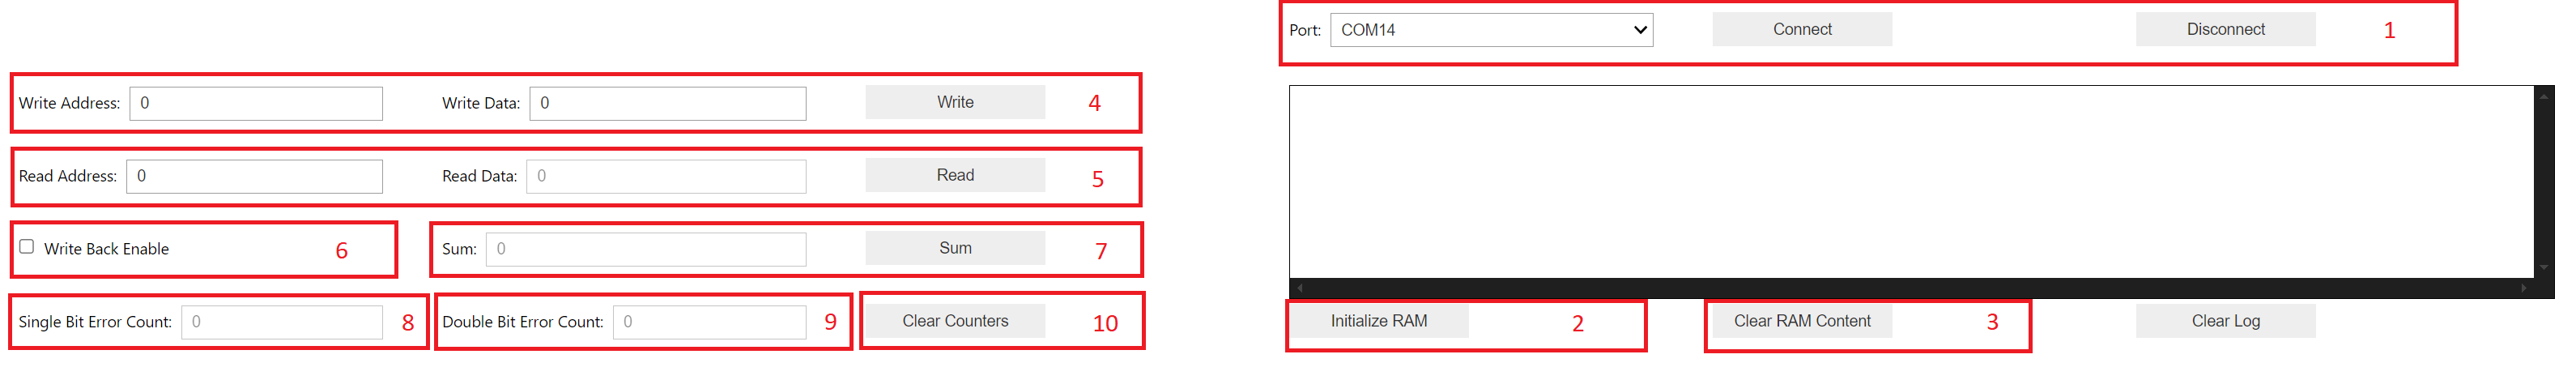 Port: COM14 Connect Disconnect 1
Write Address: 0 Write Data: 0 Write 4
Read Address: 0 Read Data: 0 Read 5
Write Back Enable 6 Sum: 0 Sum 7
Single Bit Error Count: 0 8 Double Bit Error Count: 0 9 Clear Counters 10
Initialize RAM 2 Clear RAM Content 3 Clear Log